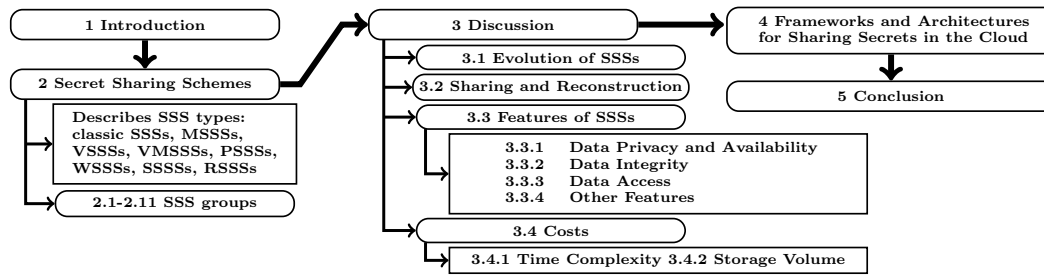 1 Introduction
2 Secret Sharing Schemes
Describes SSS types:
classic SSSs, MSSSs,
VSSSs, VMSSSs, PSSSs,
WSSSs, SSSSs, RSSSs
2.1-2.11 SSS groups
3 Discussion
3.1 Evolution of SSSs
3.2 Sharing and Reconstruction
3.3 Features of SSSs
3.3.1 Data Privacy and Availability
3.3.2 Data Integrity
3.3.3 Data Access
3.3.4 Other Features
3.4 Costs
3.4.1 Time Complexity 3.4.2 Storage Volume
4 Frameworks and Architectures
for Sharing Secrets in the Cloud
5 Conclusion